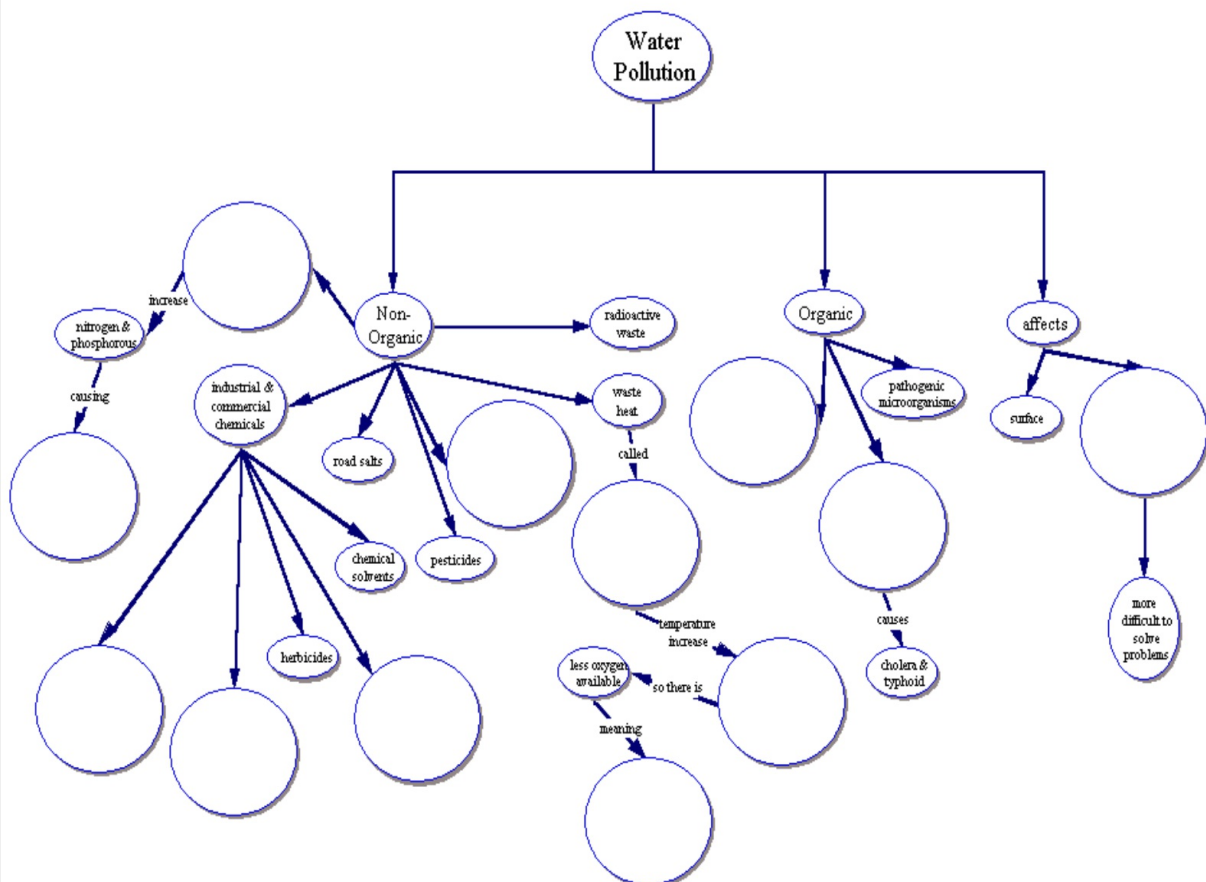 Water
Pollution
increase
nitrogen &
phosphorous
Non-
Organic
radioactive
waste
Organic
affects
causing
industrial &
commercial
chemicals
waste
heat
pathogenic
microorganisms
surface
road salts
called
chemical
solvents
pesticides
temperature
increase
causes
more
difficult to
solve
problems
herbicides
less oxygen
available
so there is
cholera &
typhoid
meaning